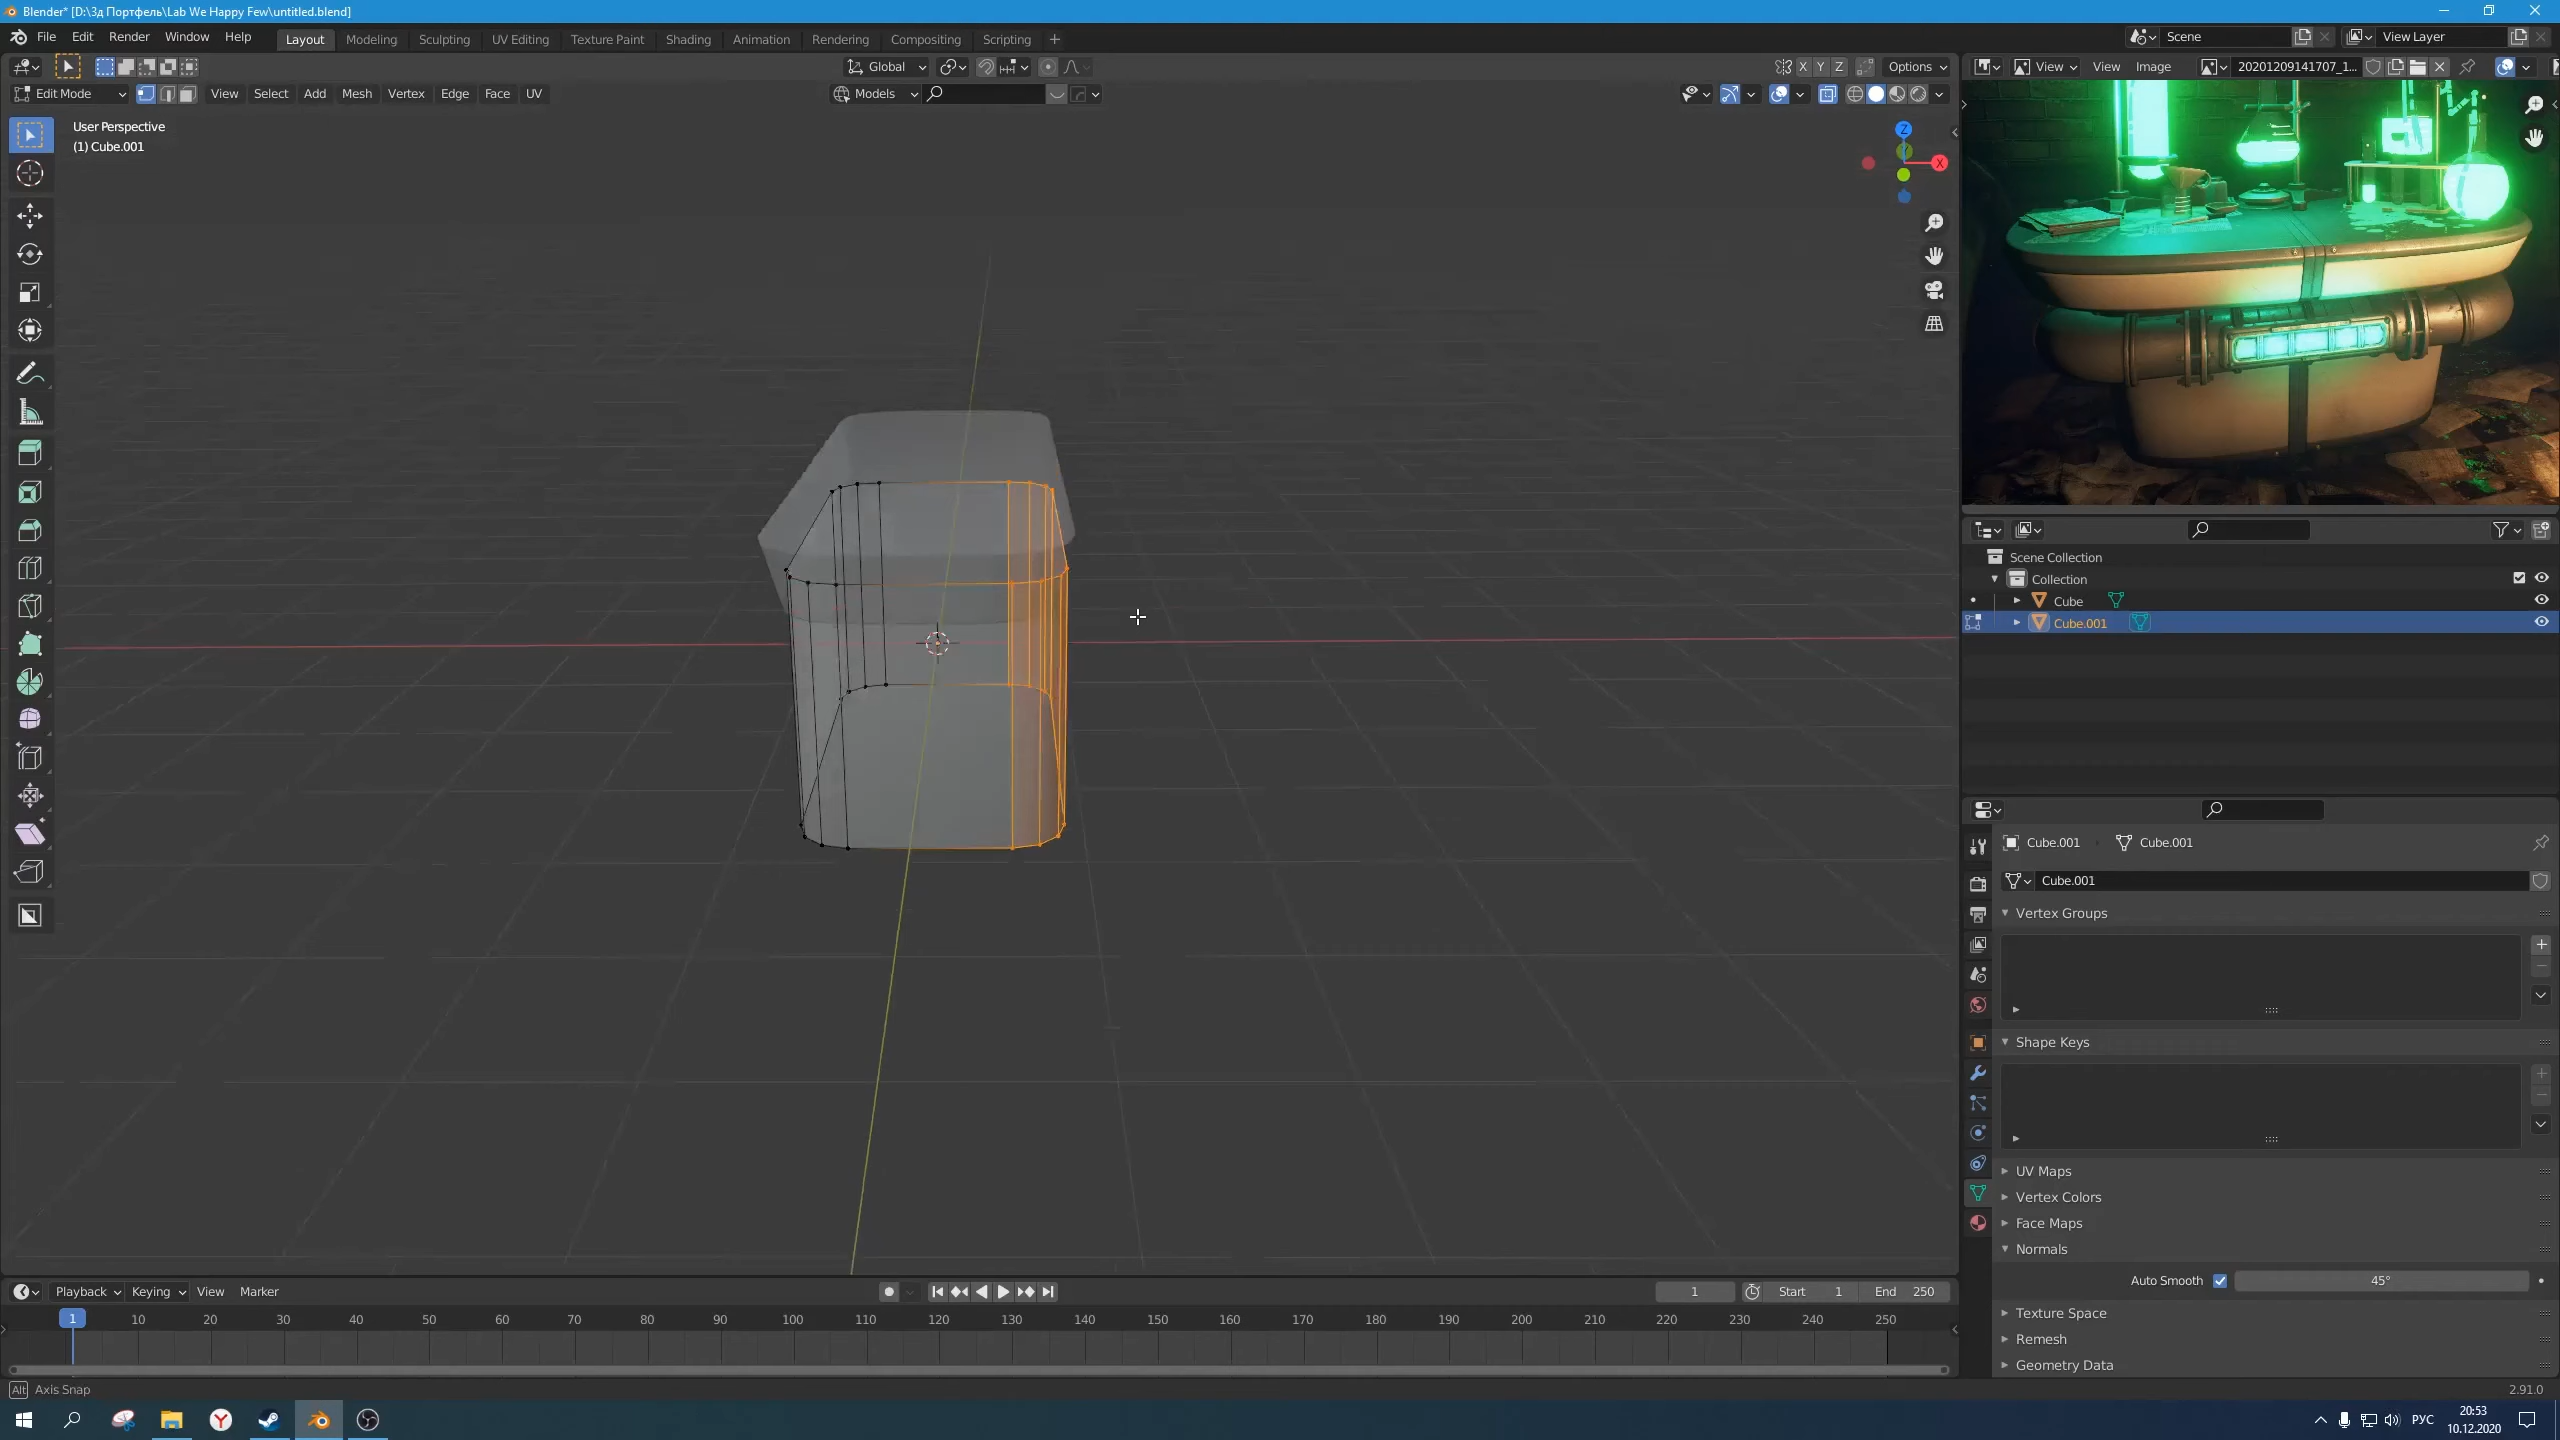 Blender* [D:\3д Портфель\Lab We Happy Few\untitled.blend]
File Edit Render Window Help Layout Modeling Sculpting UV Editing Texture Paint Shading Animation Rendering Compositing Scripting + Scene View Layer
Global X Y Z Options View View Image 20201209141707_1...
Edit Mode View Select Add Mesh Vertex Edge Face UV Models
User Perspective
(1) Cube.001
Z
X
Scene Collection
Collection
Cube
Cube.001
Cube.001 Cube.001
Cube.001
Vertex Groups
Shape Keys
UV Maps
Vertex Colors
Face Maps
Normals
Auto Smooth 45°
Texture Space
Remesh
Geometry Data
Playback Keying View Marker 1 Start 1 End 250
1 10 20 30 40 50 60 70 80 90 100 110 120 130 140 150 160 170 180 190 200 210 220 230 240 250
Alt Axis Snap 2.91.0
РУС 20:53
10.12.2020